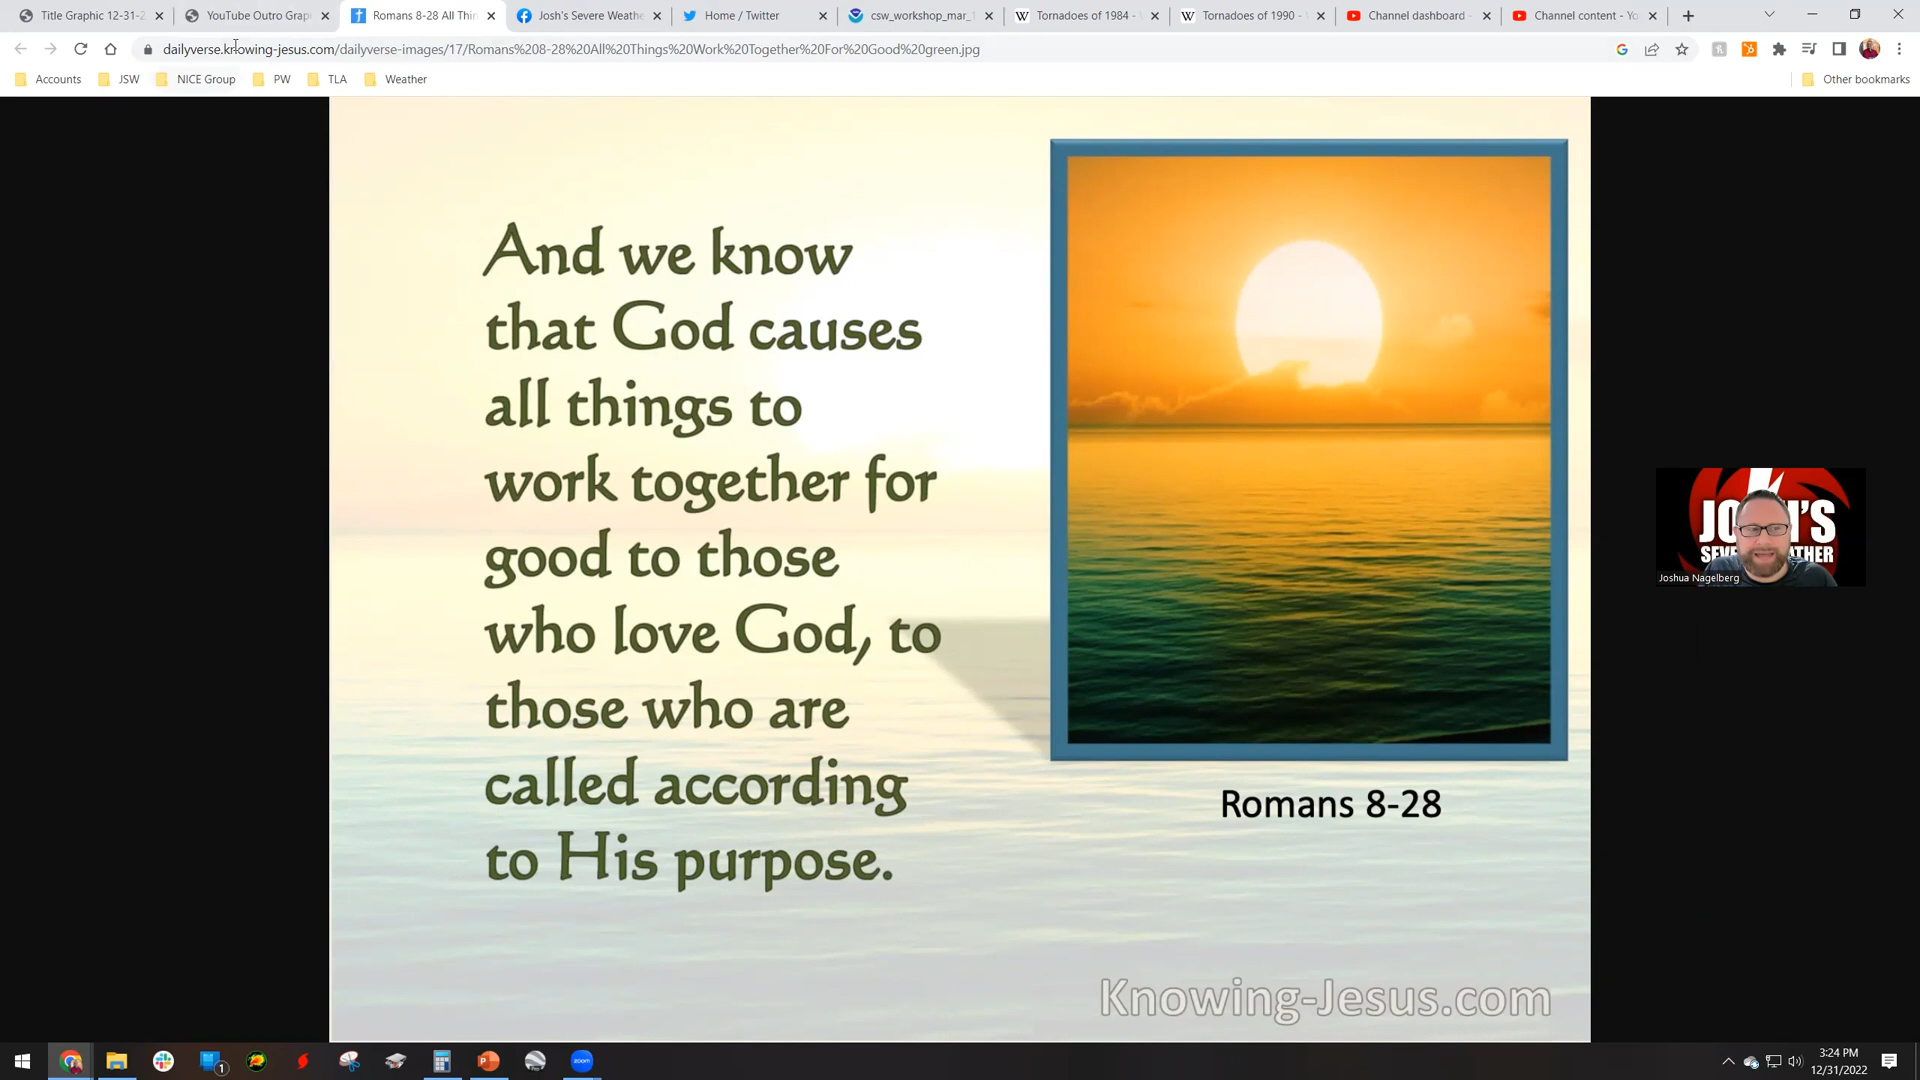 Title Graphic 12-31-2
YouTube Outro Grap
Romans 8-28 All Thin
Josh's Severe Weathe
Home / Twitter
csw_workshop_mar_1
Tornadoes of 1984 - W
Tornadoes of 1990 - W
Channel dashboard -
Channel content - Yo
dailyverse.knowing-jesus.com/dailyverse-images/17/Romans%208-28%20All%20Things%20Work%20Together%20For%20Good%20green.jpg
Accounts
JSW
NICE Group
PW
TLA
Weather
Other bookmarks
And we know
that God causes
all things to
work together for
good to those
who love God, to
those who are
called according
to His purpose.
Romans 8-28
Knowing-Jesus.com
Joshua Nagelberg
3:24 PM
12/31/2022
1
zoom